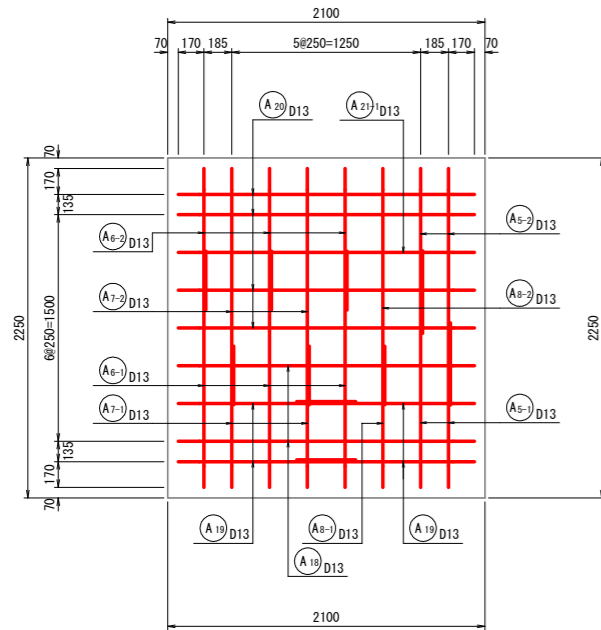 2100
70 170 185 5@250=1250 185 170 70
A20 D13
A21-1 D13
70
170
135
A6-2 D13
A5-2 D13
A7-2 D13
A8-2 D13
2250
6@250=1500
2250
A6-1 D13
A7-1 D13
A5-1 D13
135
170
70
A19 D13
A8-1 D13
A19 D13
A18 D13
2100